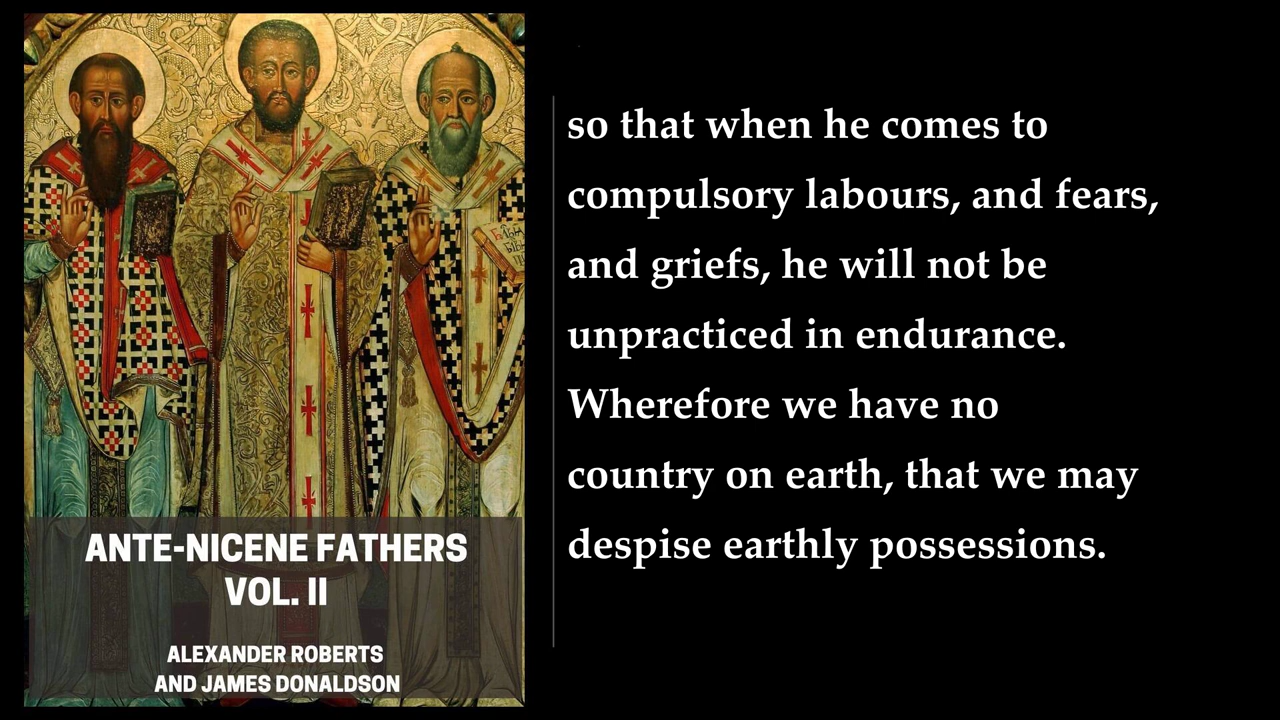 ANTE-NICENE FATHERS
VOL. II
ALEXANDER ROBERTS
AND JAMES DONALDSON
so that when he comes to
compulsory labours, and fears,
and griefs, he will not be
unpracticed in endurance.
Wherefore we have no
country on earth, that we may
despise earthly possessions.